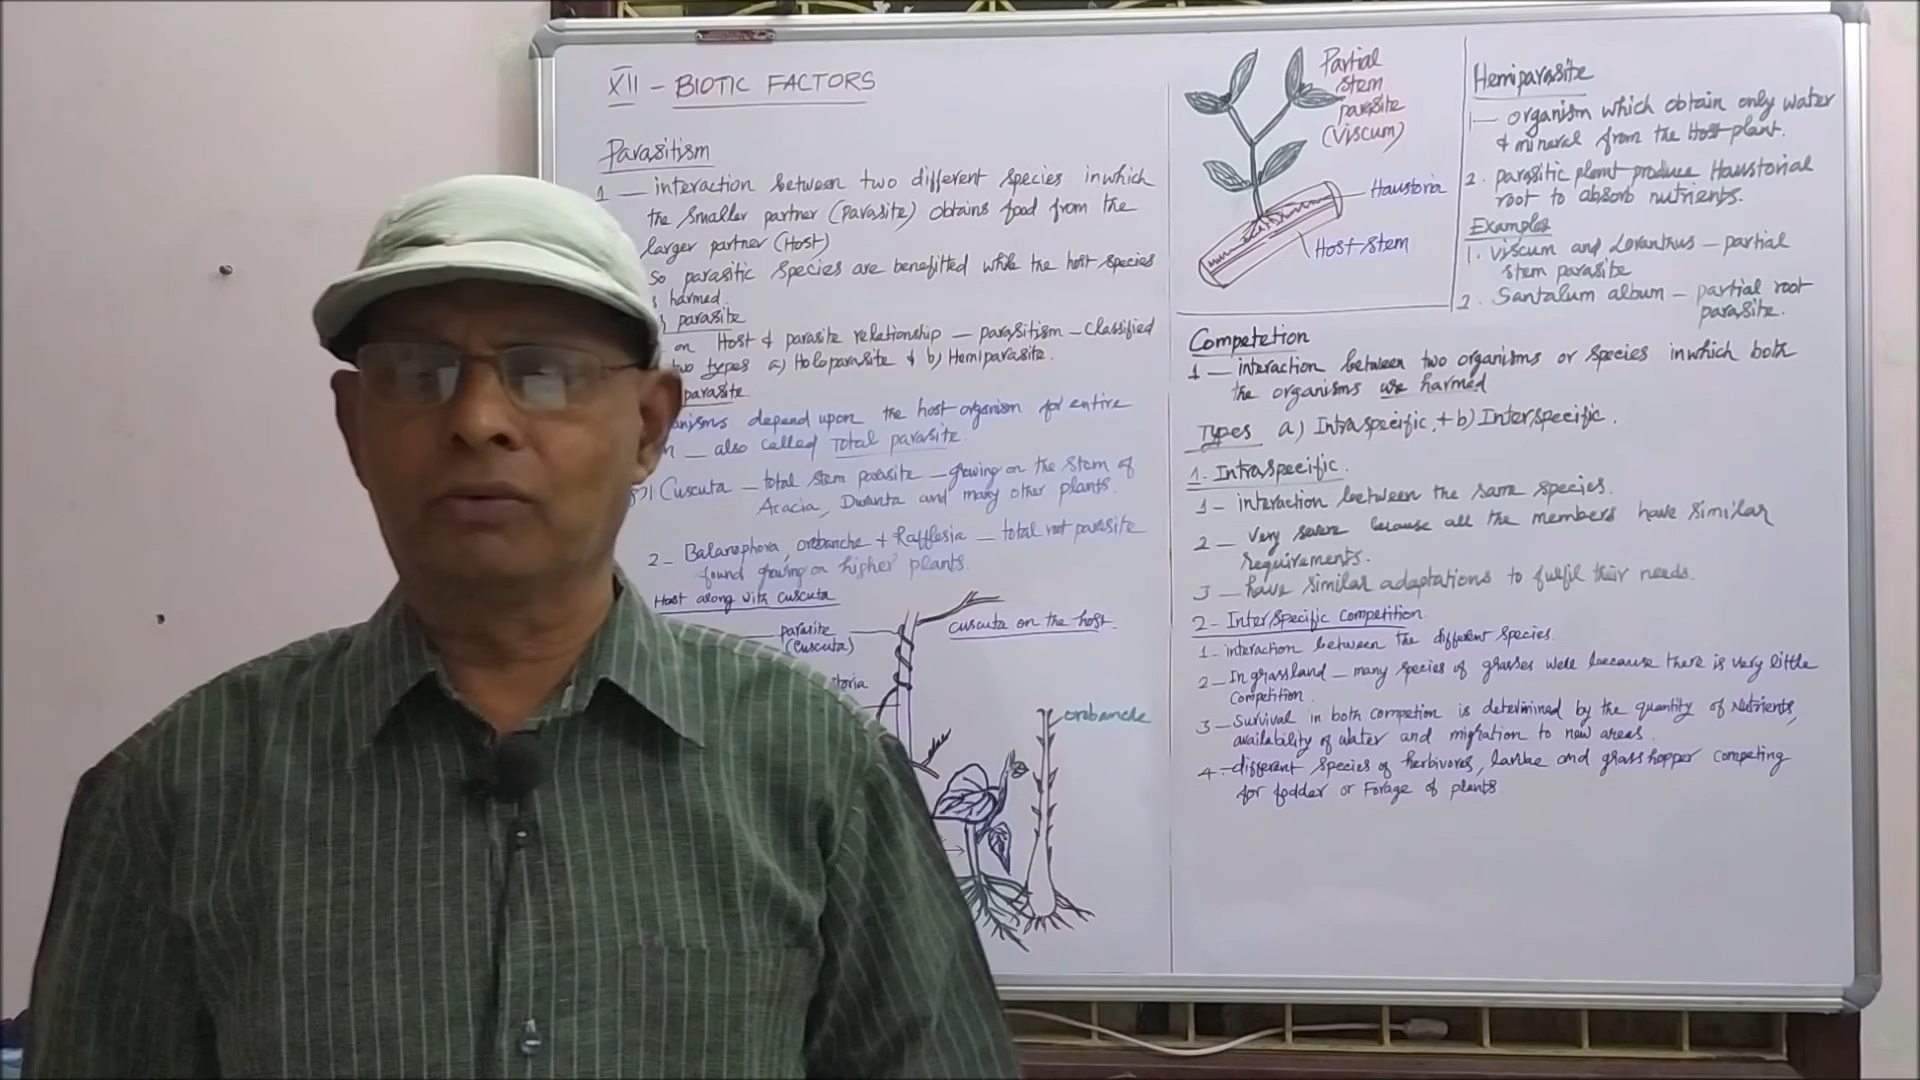 XII - BIOTIC FACTORS
Parasitism
1 — interaction between two different species inwhich
the smaller partner (parasite) obtains food from the
larger partner (Host)
So parasitic species are benefitted while the host species
harmed.
parasite
on Host & parasite relationship — parasitism — classified
two types a) Holoparasite & b) Hemiparasite.
parasite
depend upon the host organism for entire
— also called Total parasite.
Cuscuta — total stem parasite — growing on the stem of
Acacia, Duranta and many other plants.
2 — Balanophora, orobanche + Rafflesia — total root parasite
found growing on higher plants.
Host along with cuscuta
parasite
(cuscuta)
cuscuta on the host.
orobanche
Partial
stem
parasite
(viscum)
Haustoria
Host stem
Hemiparasite
1 — organism which obtain only water
& mineral from the Host plant.
2. parasitic plant produce Haustorial
root to absorb nutrients.
Examples
1. viscum and Loranthus — partial
stem parasite
2. Santalum album — partial root
parasite.
Competetion
1 — interaction between two organisms or species inwhich both
the organisms are harmed
Types a) Intraspecific, + b) Interspecific.
1. Intraspecific.
1 — interaction between the same species.
2 — very severe because all the members have similar
requirements.
3 — have similar adaptations to fulfil their needs.
2 — Interspecific Competition.
1 — interaction between the different species.
2 — In grassland — many species of grasses well because there is very little
competition.
3 — Survival in both competion is determined by the quantity of Nutrients,
availability of water and migration to new areas.
4 — different species of herbivores, larvae and grasshopper competing
for fodder or Forage of plants.